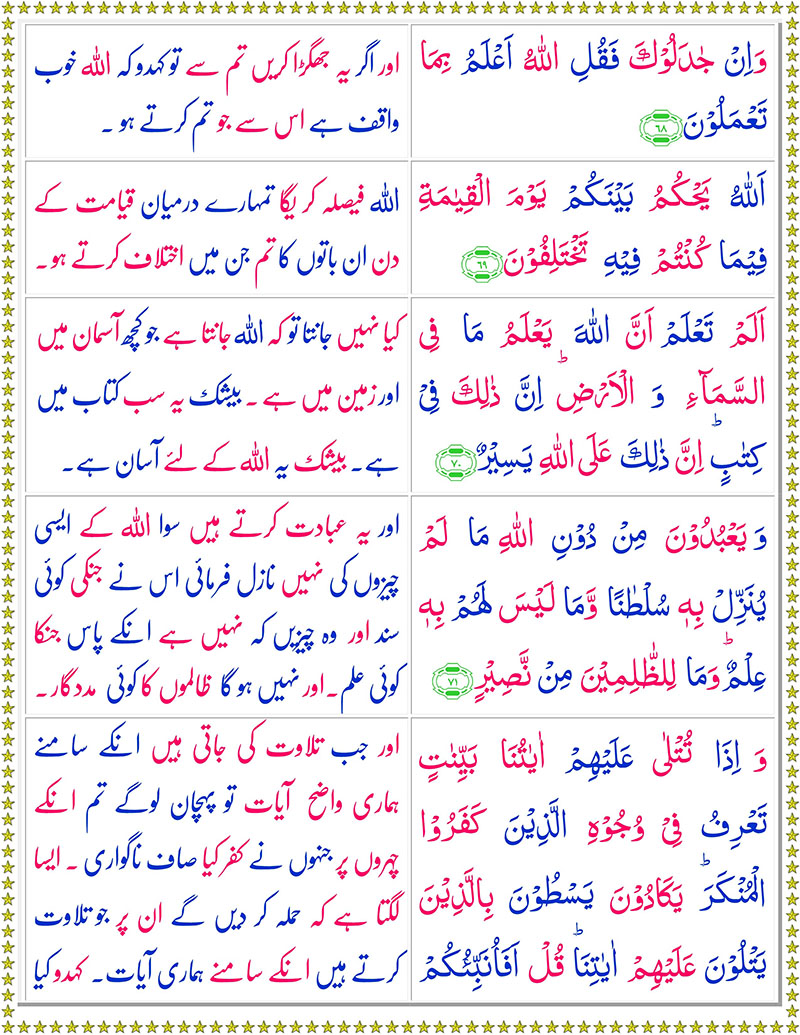 وَاِنْ جٰدَلُوْكَ فَقُلِ اللّٰهُ اَعْلَمُ بِمَا
تَعْمَلُوْنَ ۶۸
اور اگر یہ جھگڑا کریں تم سے تو کہدو کہ اللہ خوب
واقف ہے اس سے جو تم کرتے ہو ۔
اَللّٰهُ يَحْكُمُ بَيْنَكُمْ يَوْمَ الْقِيٰمَةِ
فِيْمَا كُنْتُمْ فِيْهِ تَخْتَلِفُوْنَ ۶۹
اللہ فیصلہ کریگا تمہارے درمیان قیامت کے
دن ان باتوں کا تم جن میں اختلاف کرتے ہو۔
اَلَمْ تَعْلَمْ اَنَّ اللّٰهَ يَعْلَمُ مَا فِى
السَّمَآءِ وَ الْاَرْضِ ؕ اِنَّ ذٰلِكَ فِىْ
كِتٰبٍ ؕ اِنَّ ذٰلِكَ عَلَى اللّٰهِ يَسِيْرٌ ۷۰
کیا نہیں جانتا تو کہ اللہ جانتا ہے جو کچھ آسمان میں
اور زمین میں ہے ۔ بیشک یہ سب کتاب میں
ہے۔ بیشک یہ اللہ کے لئے آسان ہے۔
وَ يَعْبُدُوْنَ مِنْ دُوْنِ اللّٰهِ مَا لَمْ
يُنَزِّلْ بِهٖ سُلْطٰنًا وَّمَا لَيْسَ لَهُمْ بِهٖ
عِلْمٌ ؕ وَمَا لِلظّٰلِمِيْنَ مِنْ نَّصِيْرٍ ۷۱
اور یہ عبادت کرتے ہیں سوا اللہ کے ایسی
چیزوں کی نہیں نازل فرمائی اس نے جنکی کوئی
سند اور وہ چیزیں کہ نہیں ہے انکے پاس جنکا
کوئی علم۔ اور نہیں ہو گا ظالموں کا کوئی مددگار۔
وَ اِذَا تُتْلٰى عَلَيْهِمْ اٰيٰتُنَا بَيِّنٰتٍ
تَعْرِفُ فِىْ وُجُوْهِ الَّذِيْنَ كَفَرُوْا
الْمُنْكَرَ ؕ يَكَادُوْنَ يَسْطُوْنَ بِالَّذِيْنَ
يَتْلُوْنَ عَلَيْهِمْ اٰيٰتِنَا ؕ قُلْ اَفَاُنَبِّئُكُمْ
اور جب تلاوت کی جاتی ہیں انکے سامنے
ہماری واضح آیات تو پہچان لوگے تم انکے
چہروں پر جنہوں نے کفر کیا صاف ناگواری ۔ ایسا
لگتا ہے کہ حملہ کر دیں گے ان پر جو تلاوت
کرتے ہیں انکے سامنے ہماری آیات۔ کہدو کیا